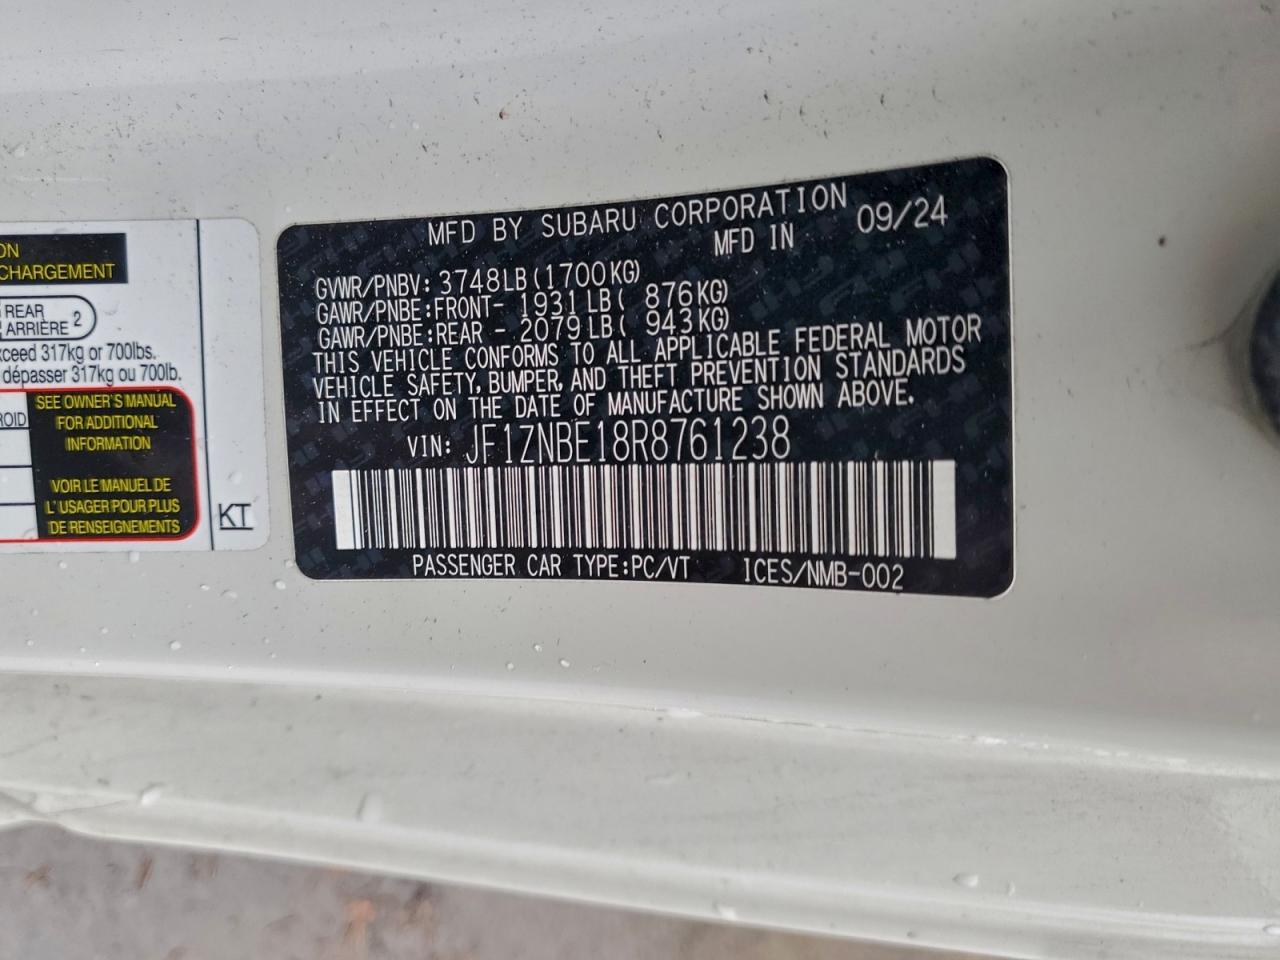 ON
CHARGEMENT
REAR
ARRIÈRE 2
xceed 317kg or 700lbs.
dépasser 317kg ou 700lb.
SEE OWNER'S MANUAL
FOR ADDITIONAL
INFORMATION
ROID
VOIR LE MANUEL DE
L'USAGER POUR PLUS
DE RENSEIGNEMENTS
KT
MFD BY SUBARU CORPORATION
MFD IN 09/24
GVWR/PNBV: 3748LB(1700KG)
GAWR/PNBE:FRONT- 1931LB( 876KG)
GAWR/PNBE:REAR - 2079LB( 943KG)
THIS VEHICLE CONFORMS TO ALL APPLICABLE FEDERAL MOTOR
VEHICLE SAFETY, BUMPER, AND THEFT PREVENTION STANDARDS
IN EFFECT ON THE DATE OF MANUFACTURE SHOWN ABOVE.
VIN: JF1ZNBE18R8761238
PASSENGER CAR TYPE:PC/VT ICES/NMB-002